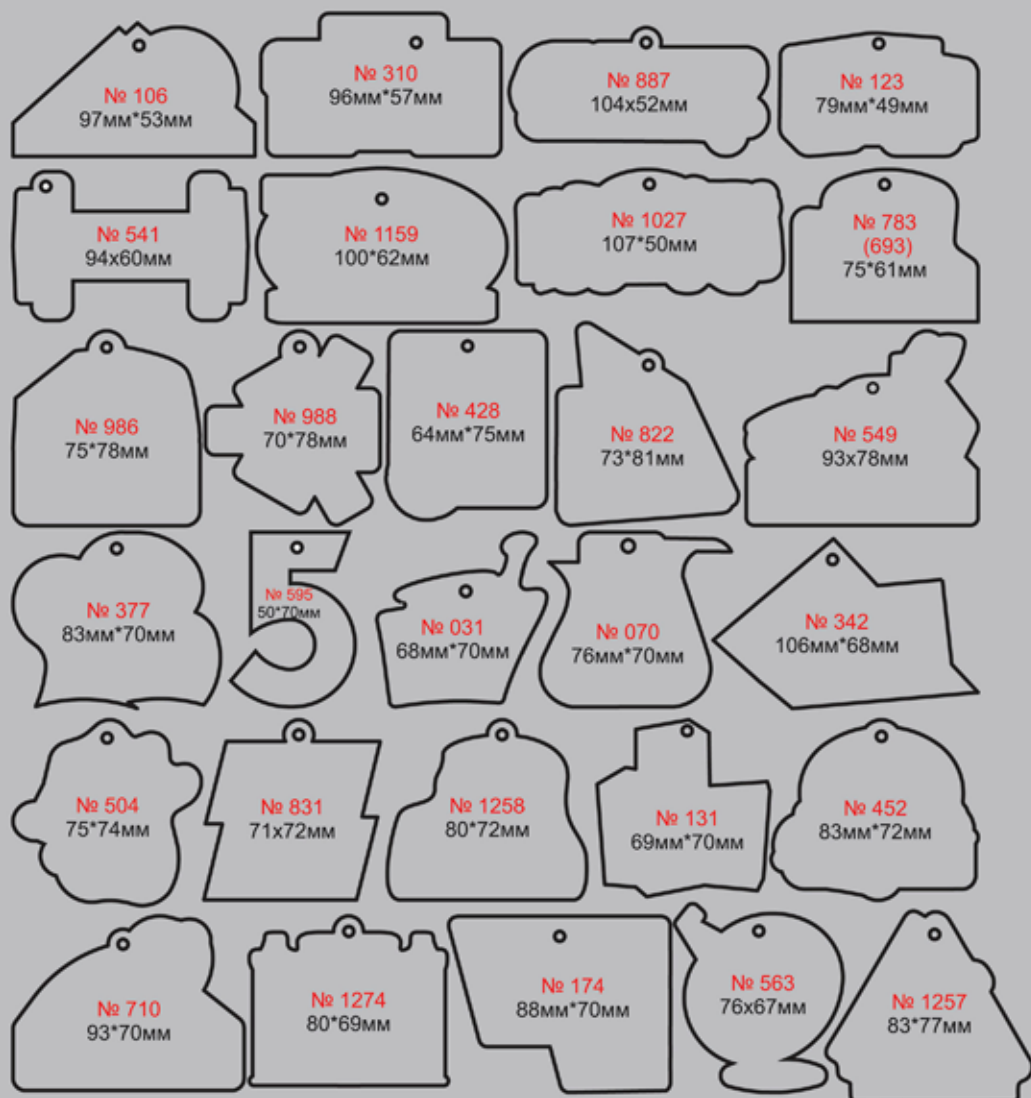 № 106
97мм*53мм
№ 310
96мм*57мм
№ 887
104х52мм
№ 123
79мм*49мм
№ 541
94х60мм
№ 1159
100*62мм
№ 1027
107*50мм
№ 783
(693)
75*61мм
№ 986
75*78мм
№ 988
70*78мм
№ 428
64мм*75мм
№ 822
73*81мм
№ 549
93х78мм
№ 377
83мм*70мм
№ 595
50*70мм
№ 031
68мм*70мм
№ 070
76мм*70мм
№ 342
106мм*68мм
№ 504
75*74мм
№ 831
71х72мм
№ 1258
80*72мм
№ 131
69мм*70мм
№ 452
83мм*72мм
№ 710
93*70мм
№ 1274
80*69мм
№ 174
88мм*70мм
№ 563
76х67мм
№ 1257
83*77мм